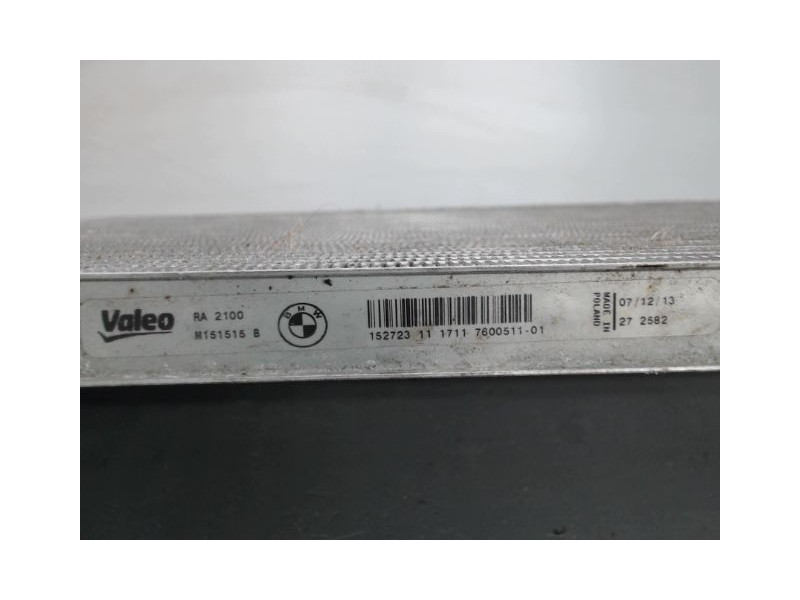 Valeo
RA 2100
M151515 B
BMW
152723 11 1711 7600511-01
MADE IN
POLAND
07/12/13
27 2582